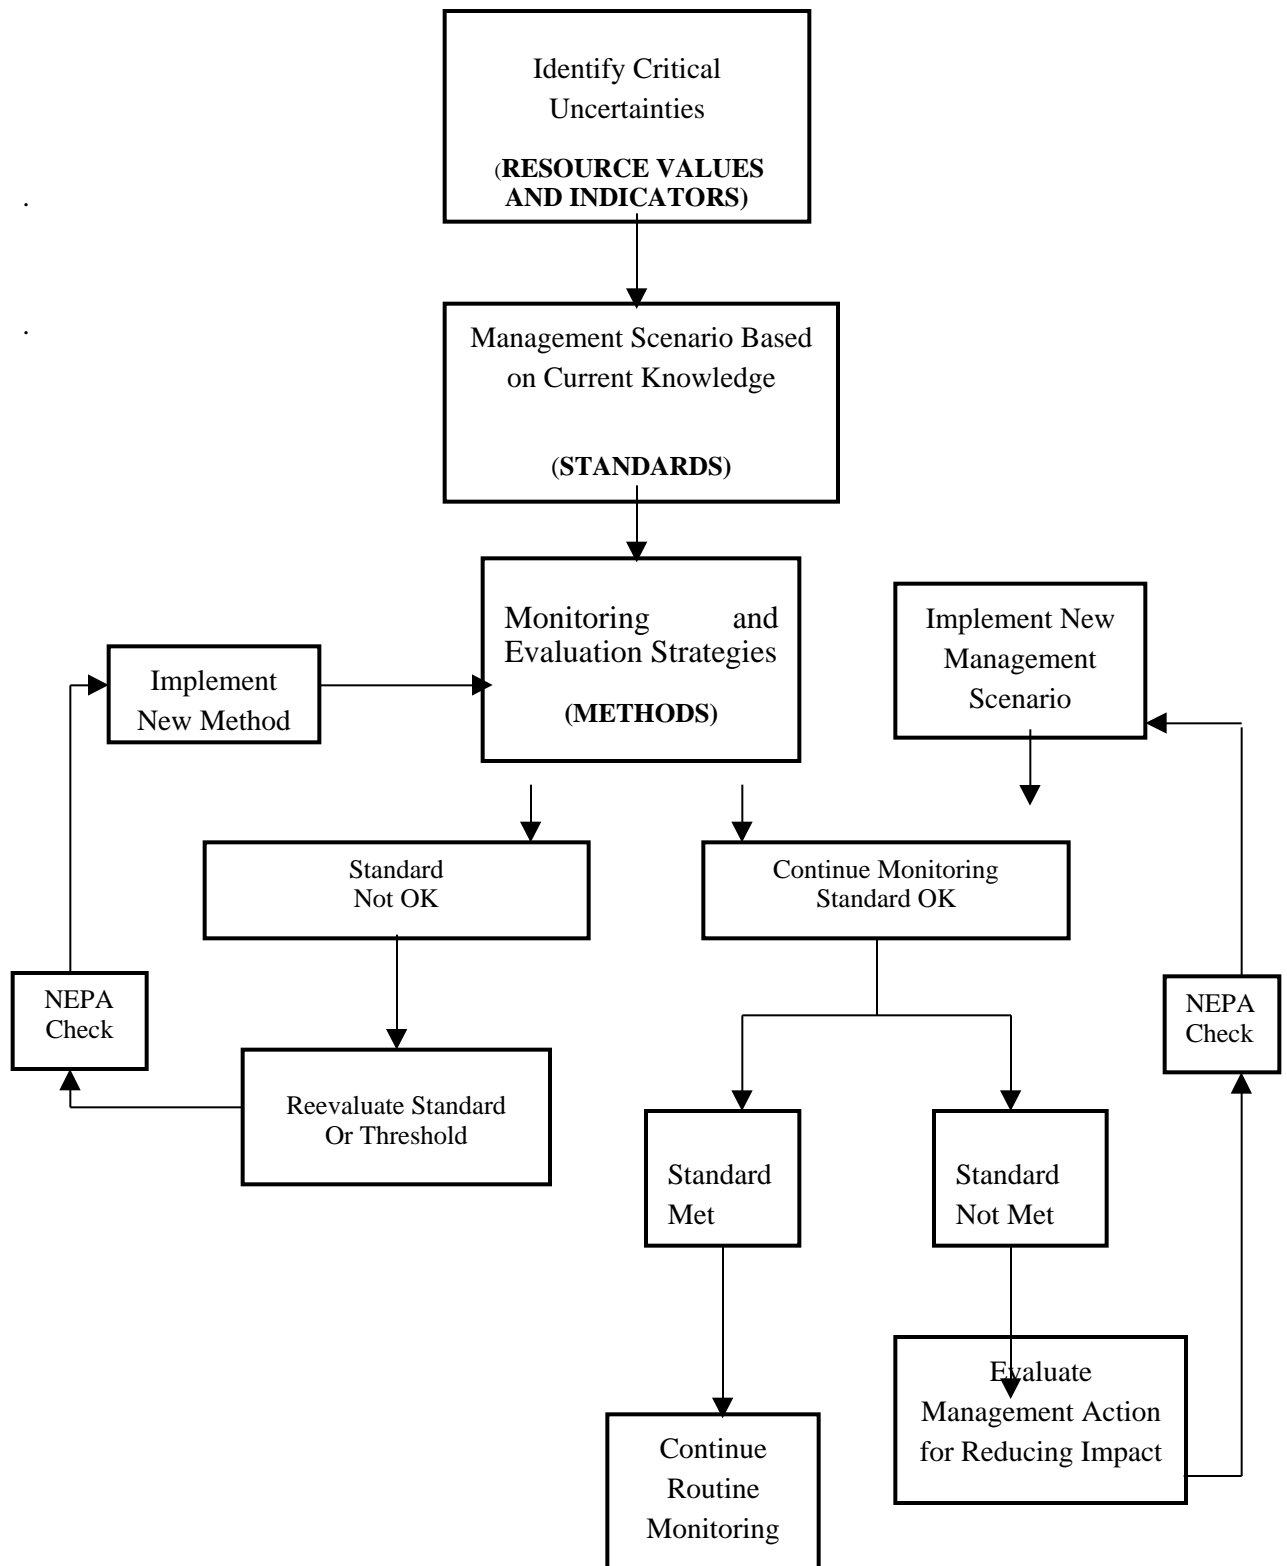 Identify Critical
Uncertainties
(RESOURCE VALUES
AND INDICATORS)
.
.
Management Scenario Based
on Current Knowledge
(STANDARDS)
Monitoring and
Evaluation Strategies
(METHODS)
Implement New
Management
Scenario
Implement
New Method
Standard
Not OK
Continue Monitoring
Standard OK
NEPA
Check
NEPA
Check
Reevaluate Standard
Or Threshold
Standard
Met
Standard
Not Met
Evaluate
Management Action
for Reducing Impact
Continue
Routine
Monitoring